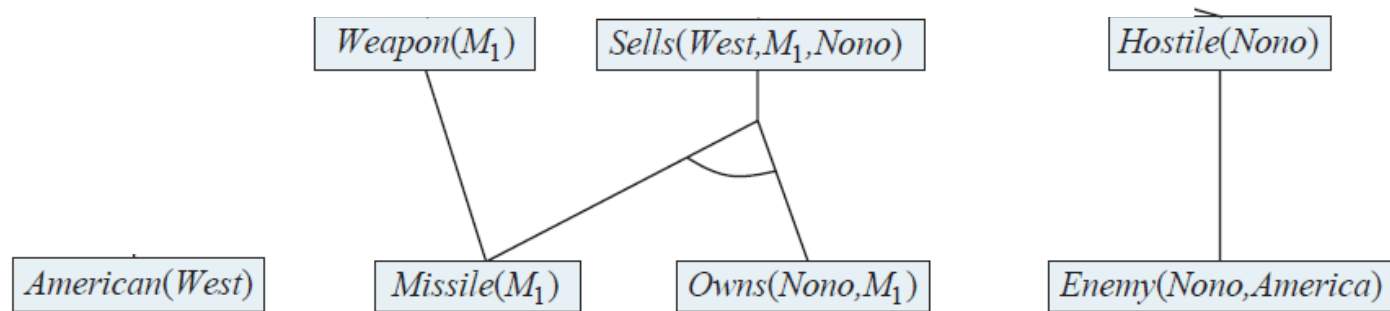 Weapon(M₁)
Sells(West,M₁,Nono)
Hostile(Nono)
American(West)
Missile(M₁)
Owns(Nono,M₁)
Enemy(Nono,America)